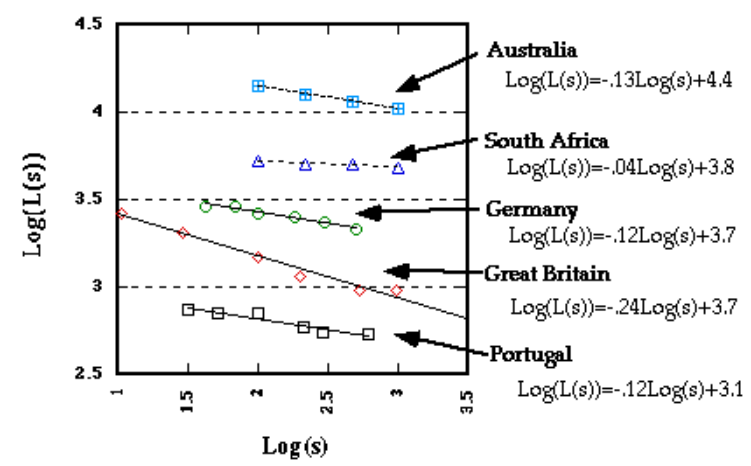 4.5
Australia
Log(L(s))=-.13Log(s)+4.4
4
South Africa
Log(L(s))=-.04Log(s)+3.8
Log(L(s))
3.5
Germany
Log(L(s))=-.12Log(s)+3.7
Great Britain
3
Log(L(s))=-.24Log(s)+3.7
Portugal
2.5
Log(L(s))=-.12Log(s)+3.1
1
1.5
2
2.5
3
3.5
Log(s)